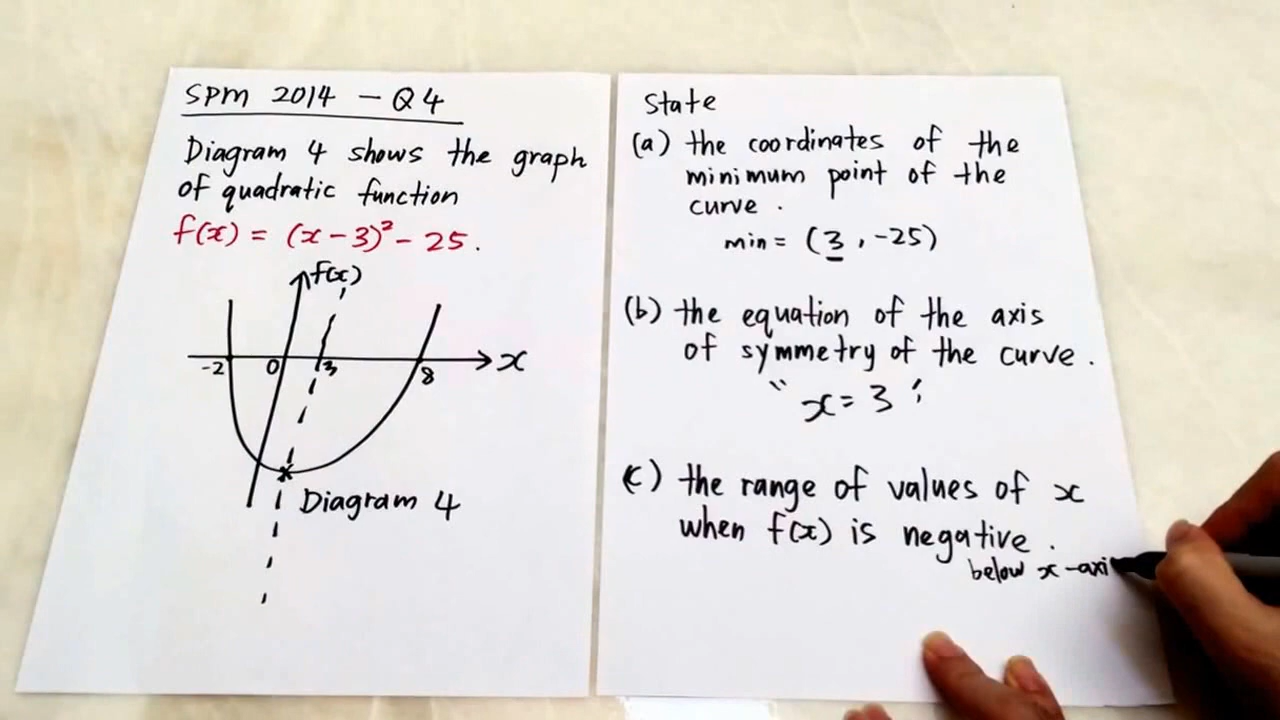 SPM 2014 - Q4
Diagram 4 shows the graph
of quadratic function
f(x) = (x-3)² - 25.
f(x)
-2 0 3 8 x
Diagram 4
State
(a) the coordinates of the
minimum point of the
curve.
min = (3, -25)
(b) the equation of the axis
of symmetry of the curve.
" x = 3 "
(c) the range of values of x
when f(x) is negative.
below x-axi